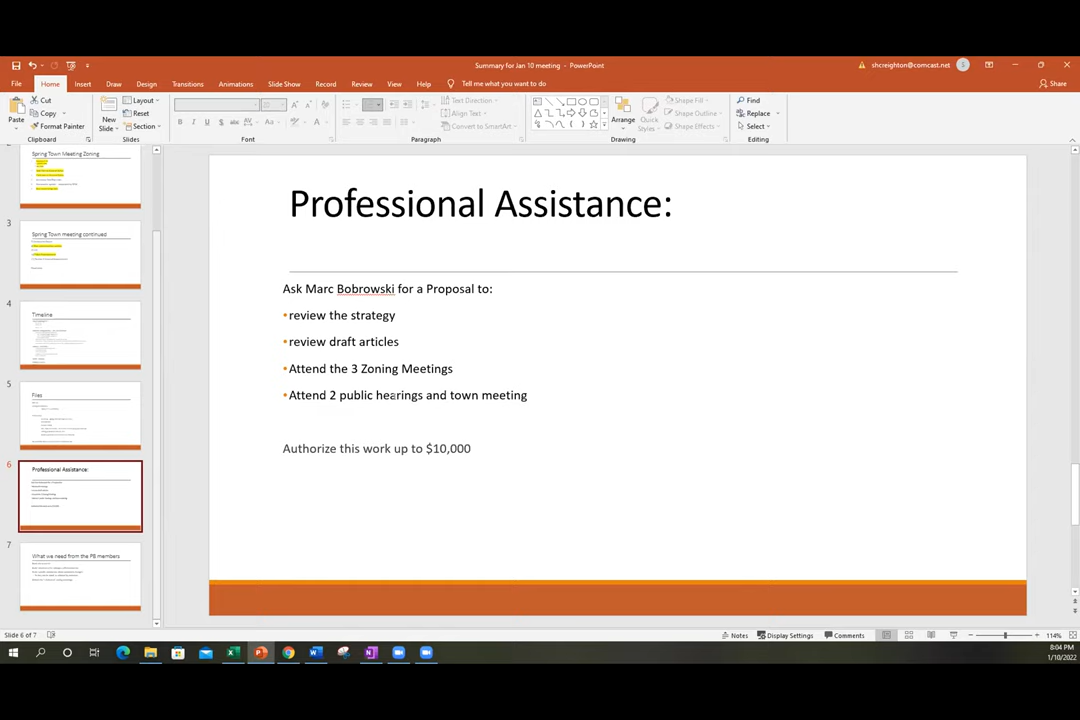 Summary for Jan 10 meeting - PowerPoint
shcreighton@comcast.net
S
File Home Insert Draw Design Transitions Animations Slide Show Record Review View Help Tell me what you want to do
Share
Paste
Cut
Copy
Format Painter
Clipboard
New
Slide
Layout
Reset
Section
Slides
Font
Text Direction
Align Text
Convert to SmartArt
Paragraph
Arrange
Quick
Styles
Shape Fill
Shape Outline
Shape Effects
Drawing
Find
Replace
Select
Editing
Spring Town Meeting Zoning
3
Spring Town meeting continued
4
Timeline
5
Files
6
Professional Assistance:
7
What we need from the PB members
Professional Assistance:
Ask Marc Bobrowski for a Proposal to:
•review the strategy
•review draft articles
•Attend the 3 Zoning Meetings
•Attend 2 public hearings and town meeting
Authorize this work up to $10,000
Slide 6 of 7
Notes
Display Settings
Comments
114%
8:04 PM
1/10/2022